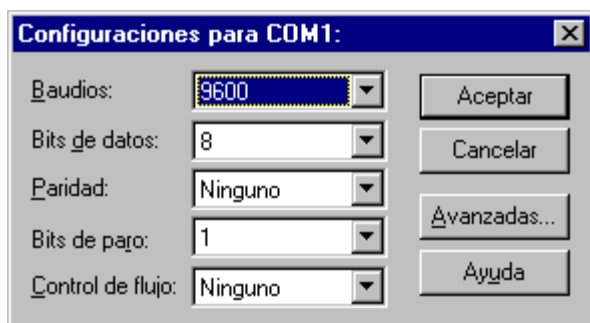 Configuraciones para COM1:
Baudios: 9600 Aceptar
Bits de datos: 8 Cancelar
Paridad: Ninguno
Avanzadas...
Bits de paro: 1
Control de flujo: Ninguno Ayuda